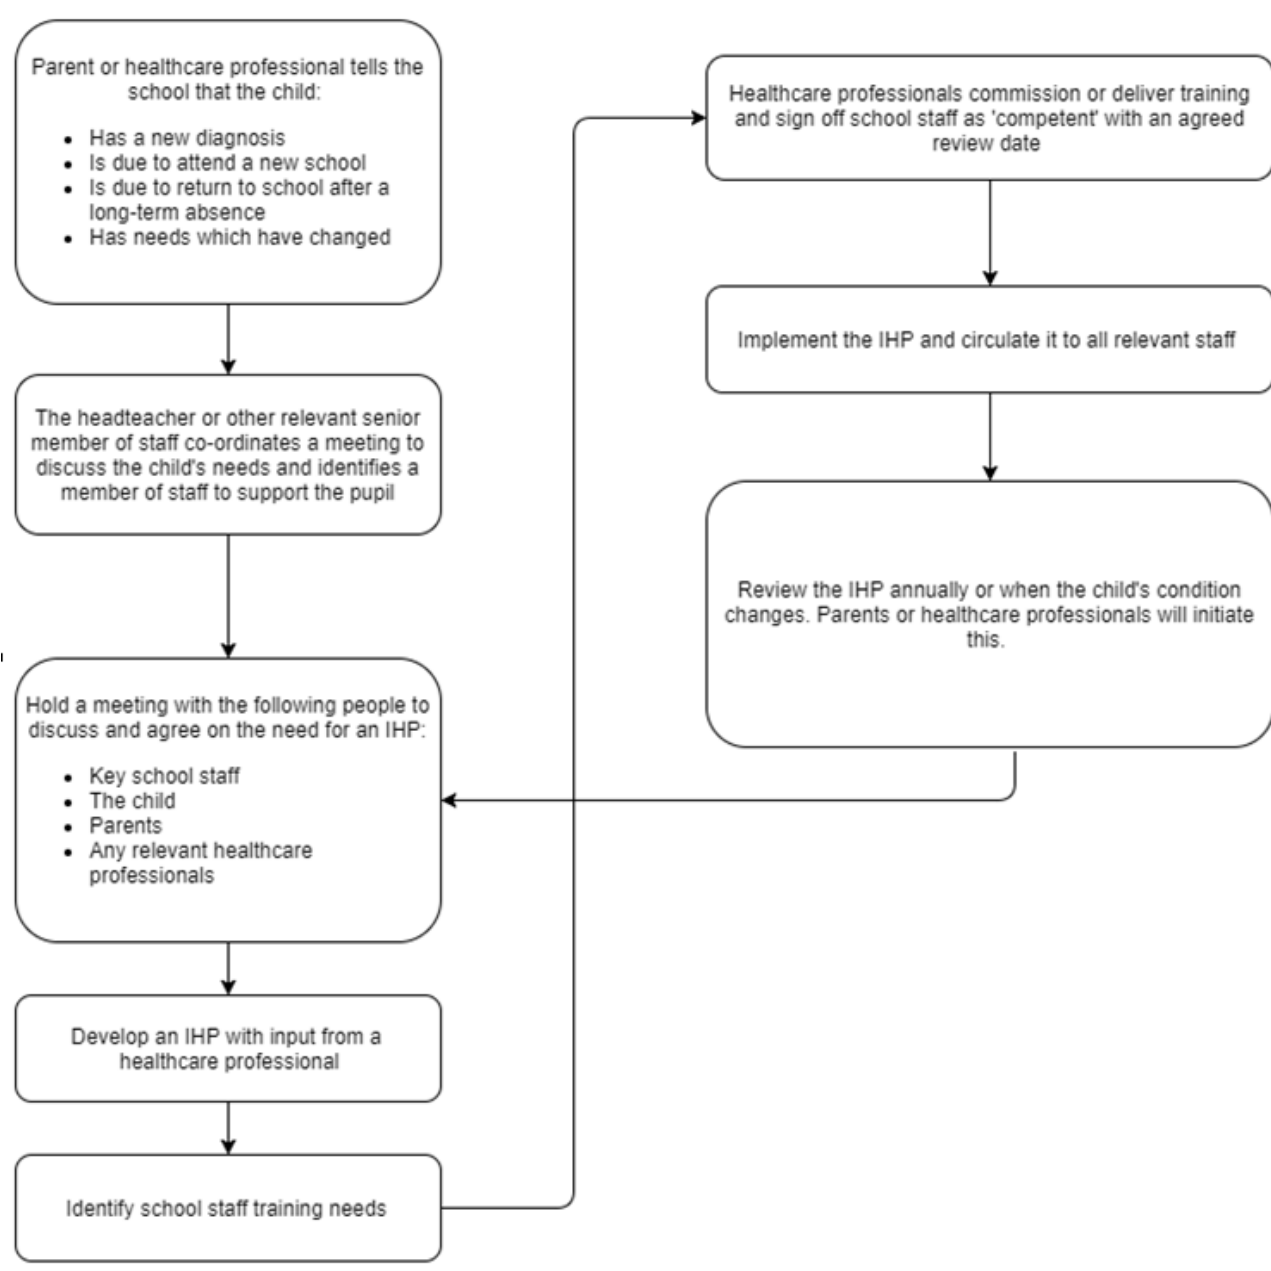 Parent or healthcare professional tells the
school that the child:
• Has a new diagnosis
• Is due to attend a new school
• Is due to return to school after a
long-term absence
• Has needs which have changed
The headteacher or other relevant senior
member of staff co-ordinates a meeting to
discuss the child's needs and identifies a
member of staff to support the pupil
Hold a meeting with the following people to
discuss and agree on the need for an IHP:
• Key school staff
• The child
• Parents
• Any relevant healthcare
professionals
Develop an IHP with input from a
healthcare professional
Identify school staff training needs
Healthcare professionals commission or deliver training
and sign off school staff as 'competent' with an agreed
review date
Implement the IHP and circulate it to all relevant staff
Review the IHP annually or when the child's condition
changes. Parents or healthcare professionals will initiate
this.